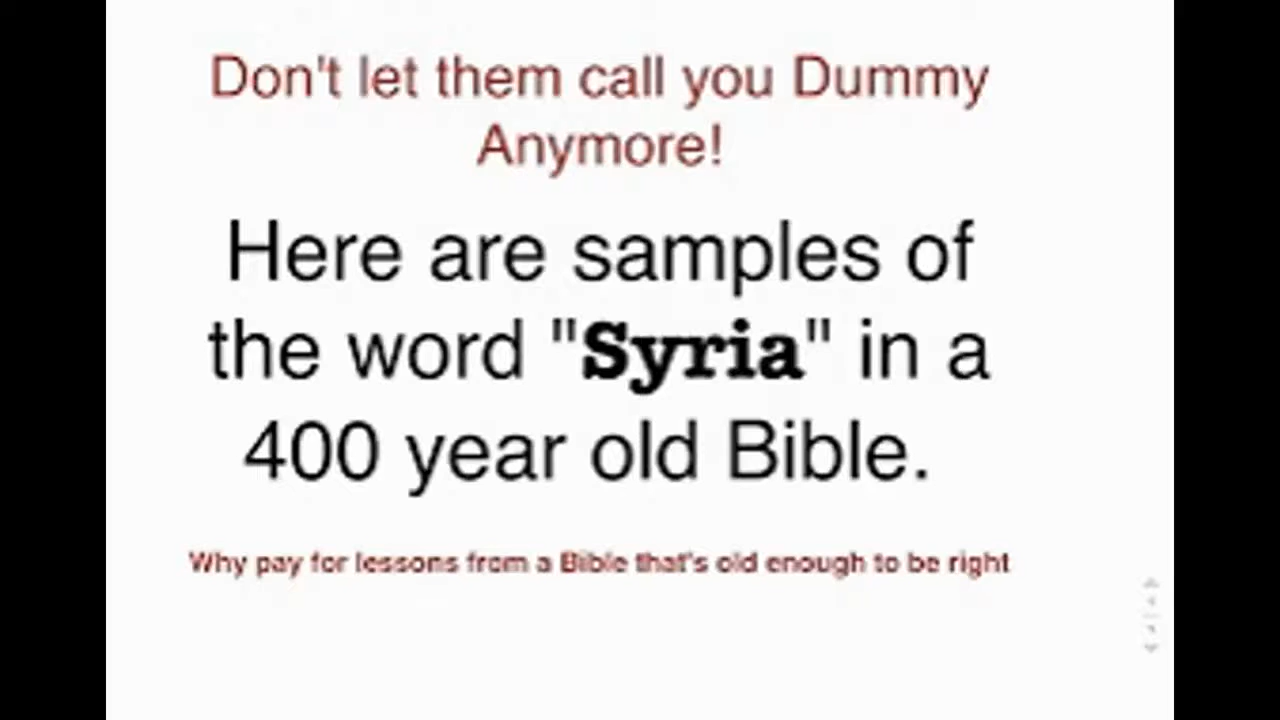 Don't let them call you Dummy
Anymore!
Here are samples of
the word "Syria" in a
400 year old Bible.
Why pay for lessons from a Bible that's old enough to be right